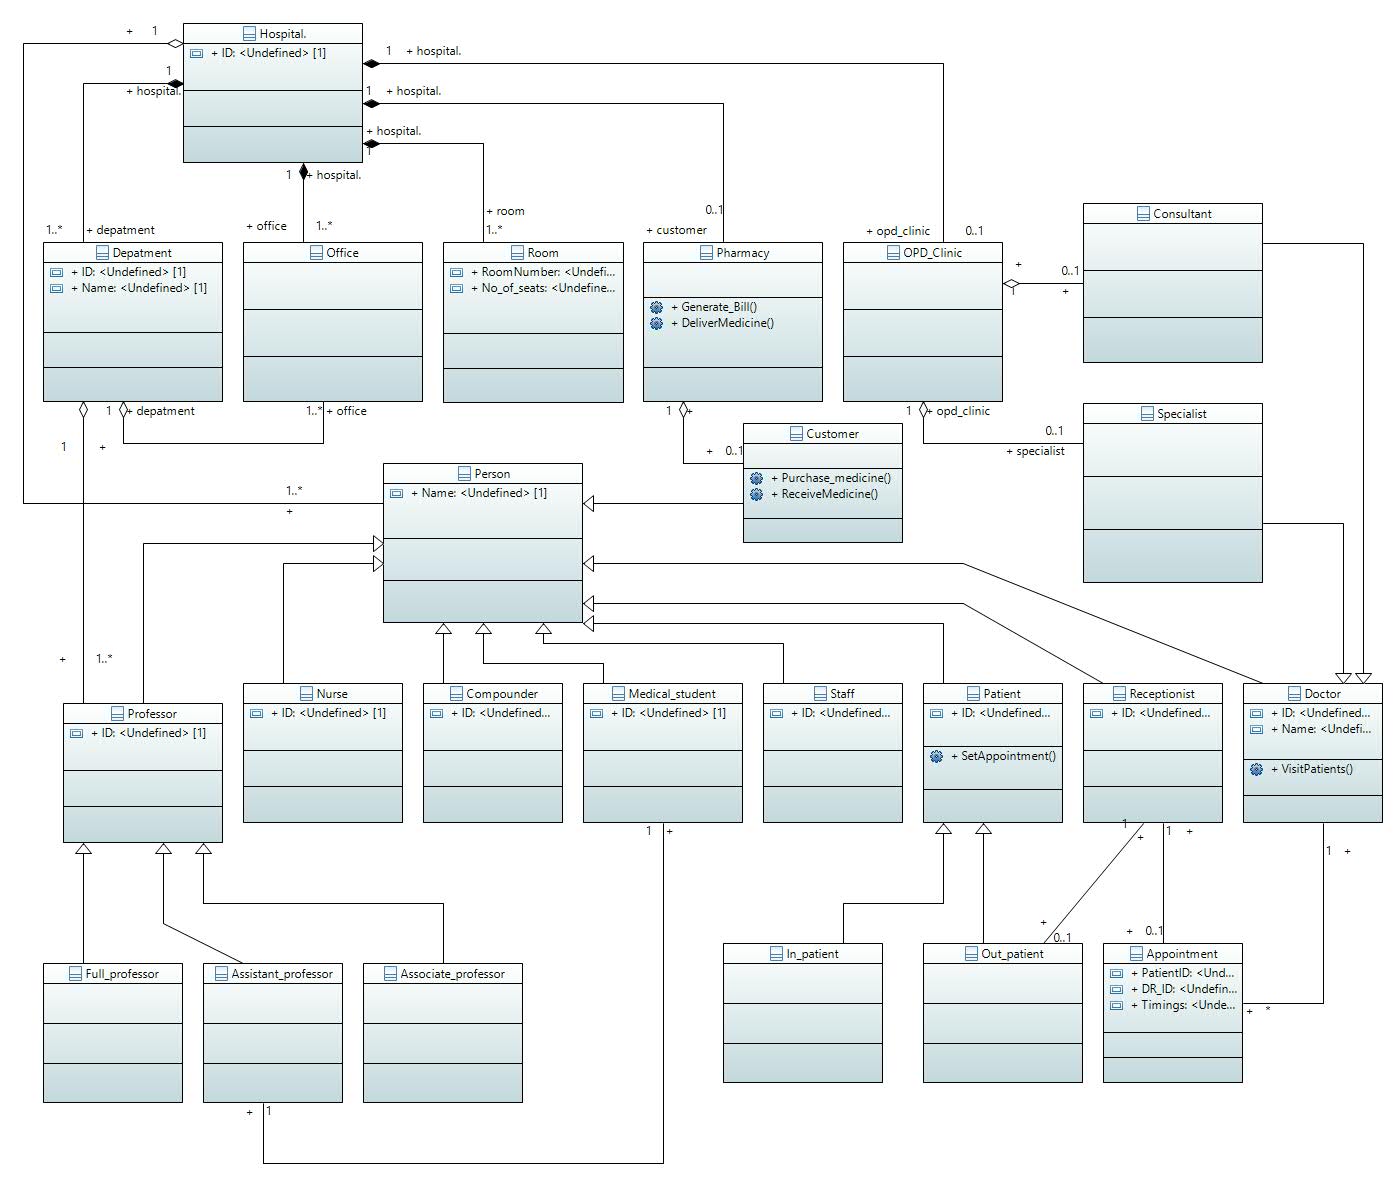 + 1
Hospital.
+ ID: <Undefined> [1]
1 + hospital.
1
+ hospital.
1 + hospital.
+ hospital.
1
1 + hospital.
1..* + depatment
+ office 1..*
+ room
1..*
0..1
+ customer
+ opd_clinic 0..1
Consultant
Depatment
+ ID: <Undefined> [1]
+ Name: <Undefined> [1]
Office
Room
+ RoomNumber: <Undefi...
+ No_of_seats: <Undefine...
Pharmacy
+ Generate_Bill()
+ DeliverMedicine()
OPD_Clinic
+
1
0..1
+
1 + depatment
1..* + office
1 +
1 + opd_clinic
Specialist
0..1
+ specialist
1 +
+ 0..1
Customer
+ Purchase_medicine()
+ ReceiveMedicine()
Person
+ Name: <Undefined> [1]
1..*
+
+ 1..*
Professor
+ ID: <Undefined> [1]
Nurse
+ ID: <Undefined> [1]
Compounder
+ ID: <Undefined...
Medical_student
+ ID: <Undefined> [1]
Staff
+ ID: <Undefined...
Patient
+ ID: <Undefined...
+ SetAppointment()
Receptionist
+ ID: <Undefined...
Doctor
+ ID: <Undefined...
+ Name: <Undefi...
+ VisitPatients()
1 +
1
+
1 +
1 +
+
0..1
+ 0..1
Full_professor
Assistant_professor
Associate_professor
In_patient
Out_patient
Appointment
+ PatientID: <Und...
+ DR_ID: <Undefin...
+ Timings: <Unde...
+ *
+ 1